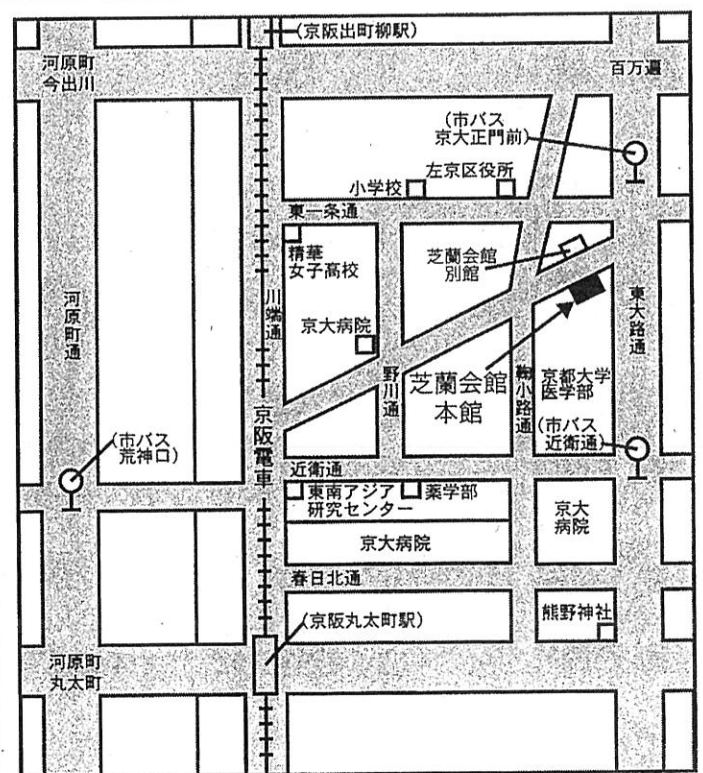 (京阪出町柳駅)
河原町
今出川
百万遍
(市バス
京大正門前)
左京区役所
小学校
東一条通
精華
女子高校
芝蘭会館
別館
河原町通
川端通
東大路通
京大病院
野川通
芝蘭会館
本館
鞠小路通
京都大学
医学部
京阪電車
(市バス
荒神口)
(市バス
近衛通)
近衛通
東南アジア
研究センター
薬学部
京大
病院
京大病院
春日北通
熊野神社
(京阪丸太町駅)
河原町
丸太町